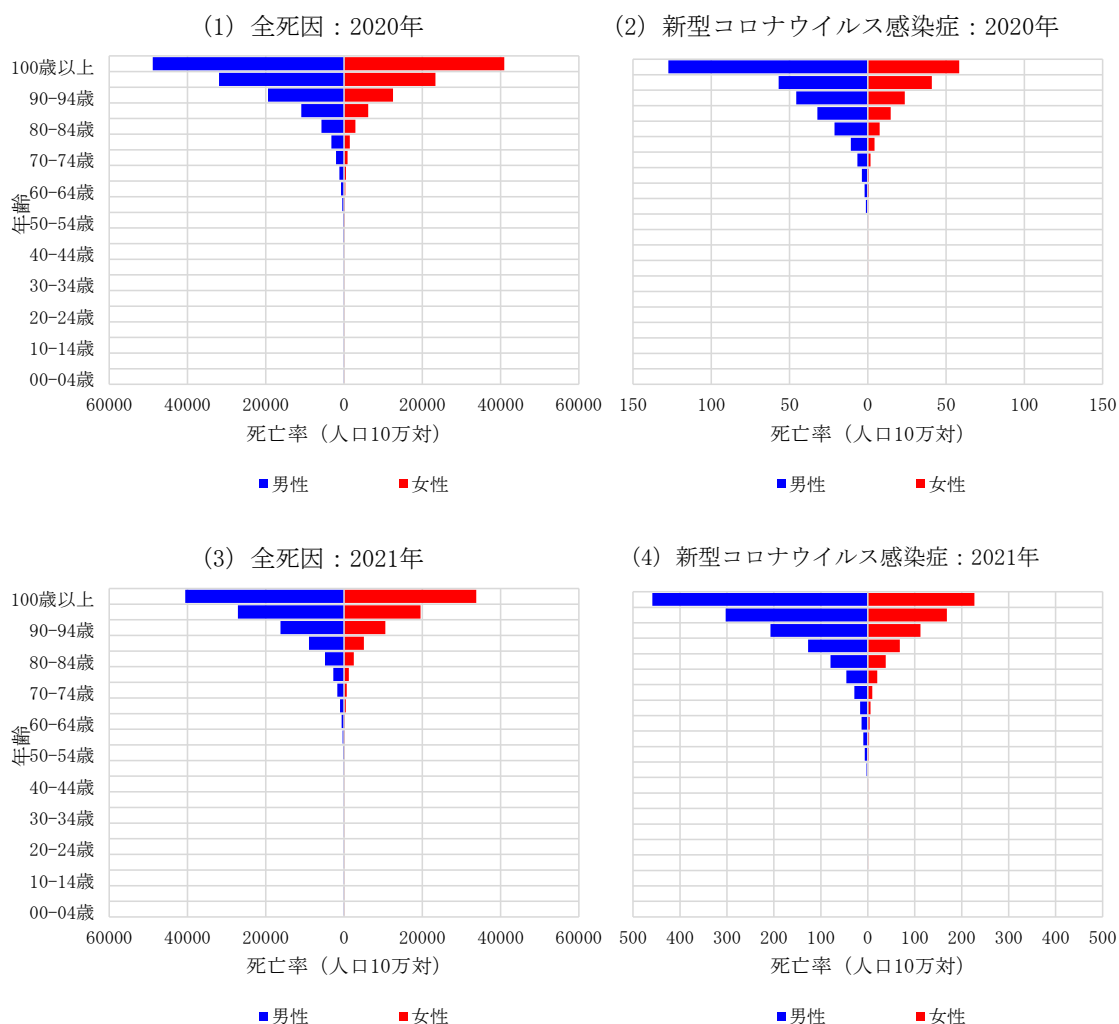 (1) 全死因：2020年
100歳以上
90-94歳
80-84歳
70-74歳
60-64歳
50-54歳
40-44歳
30-34歳
20-24歳
10-14歳
00-04歳
年齢
60000 40000 20000 0 20000 40000 60000
死亡率（人口10万対）
男性 女性
(2) 新型コロナウイルス感染症：2020年
150 100 50 0 50 100 150
死亡率（人口10万対）
男性 女性
(3) 全死因：2021年
100歳以上
90-94歳
80-84歳
70-74歳
60-64歳
50-54歳
40-44歳
30-34歳
20-24歳
10-14歳
00-04歳
年齢
60000 40000 20000 0 20000 40000 60000
死亡率（人口10万対）
男性 女性
(4) 新型コロナウイルス感染症：2021年
500 400 300 200 100 0 100 200 300 400 500
死亡率（人口10万対）
男性 女性